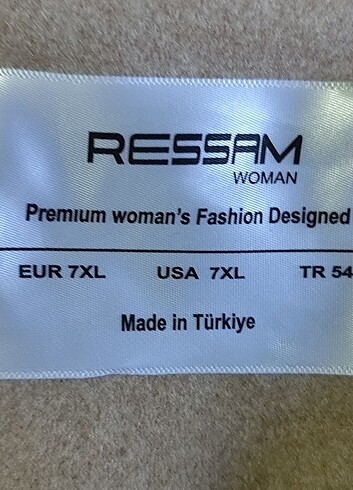 RESSAM
WOMAN
Premium woman's Fashion Designed
EUR 7XL USA 7XL TR 54
Made in Türkiye